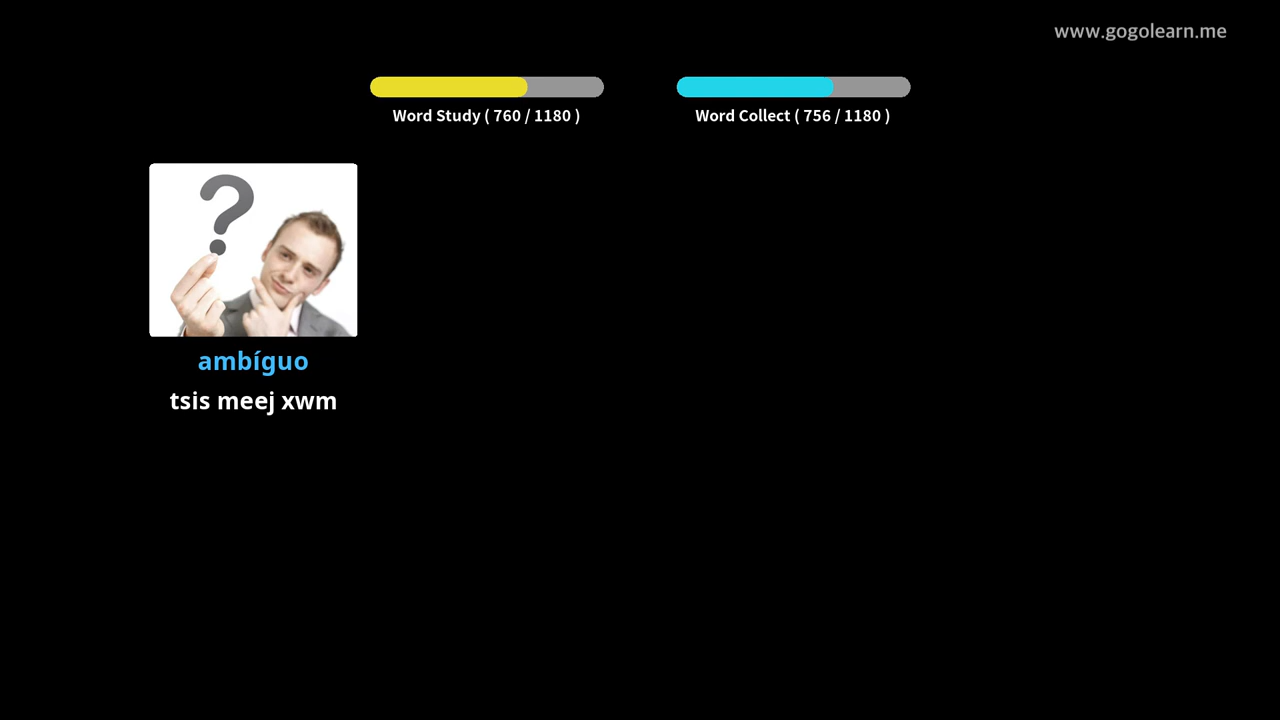 www.gogolearn.me
Word Study ( 760 / 1180 )
Word Collect ( 756 / 1180 )
?
ambíguo
tsis meej xwm